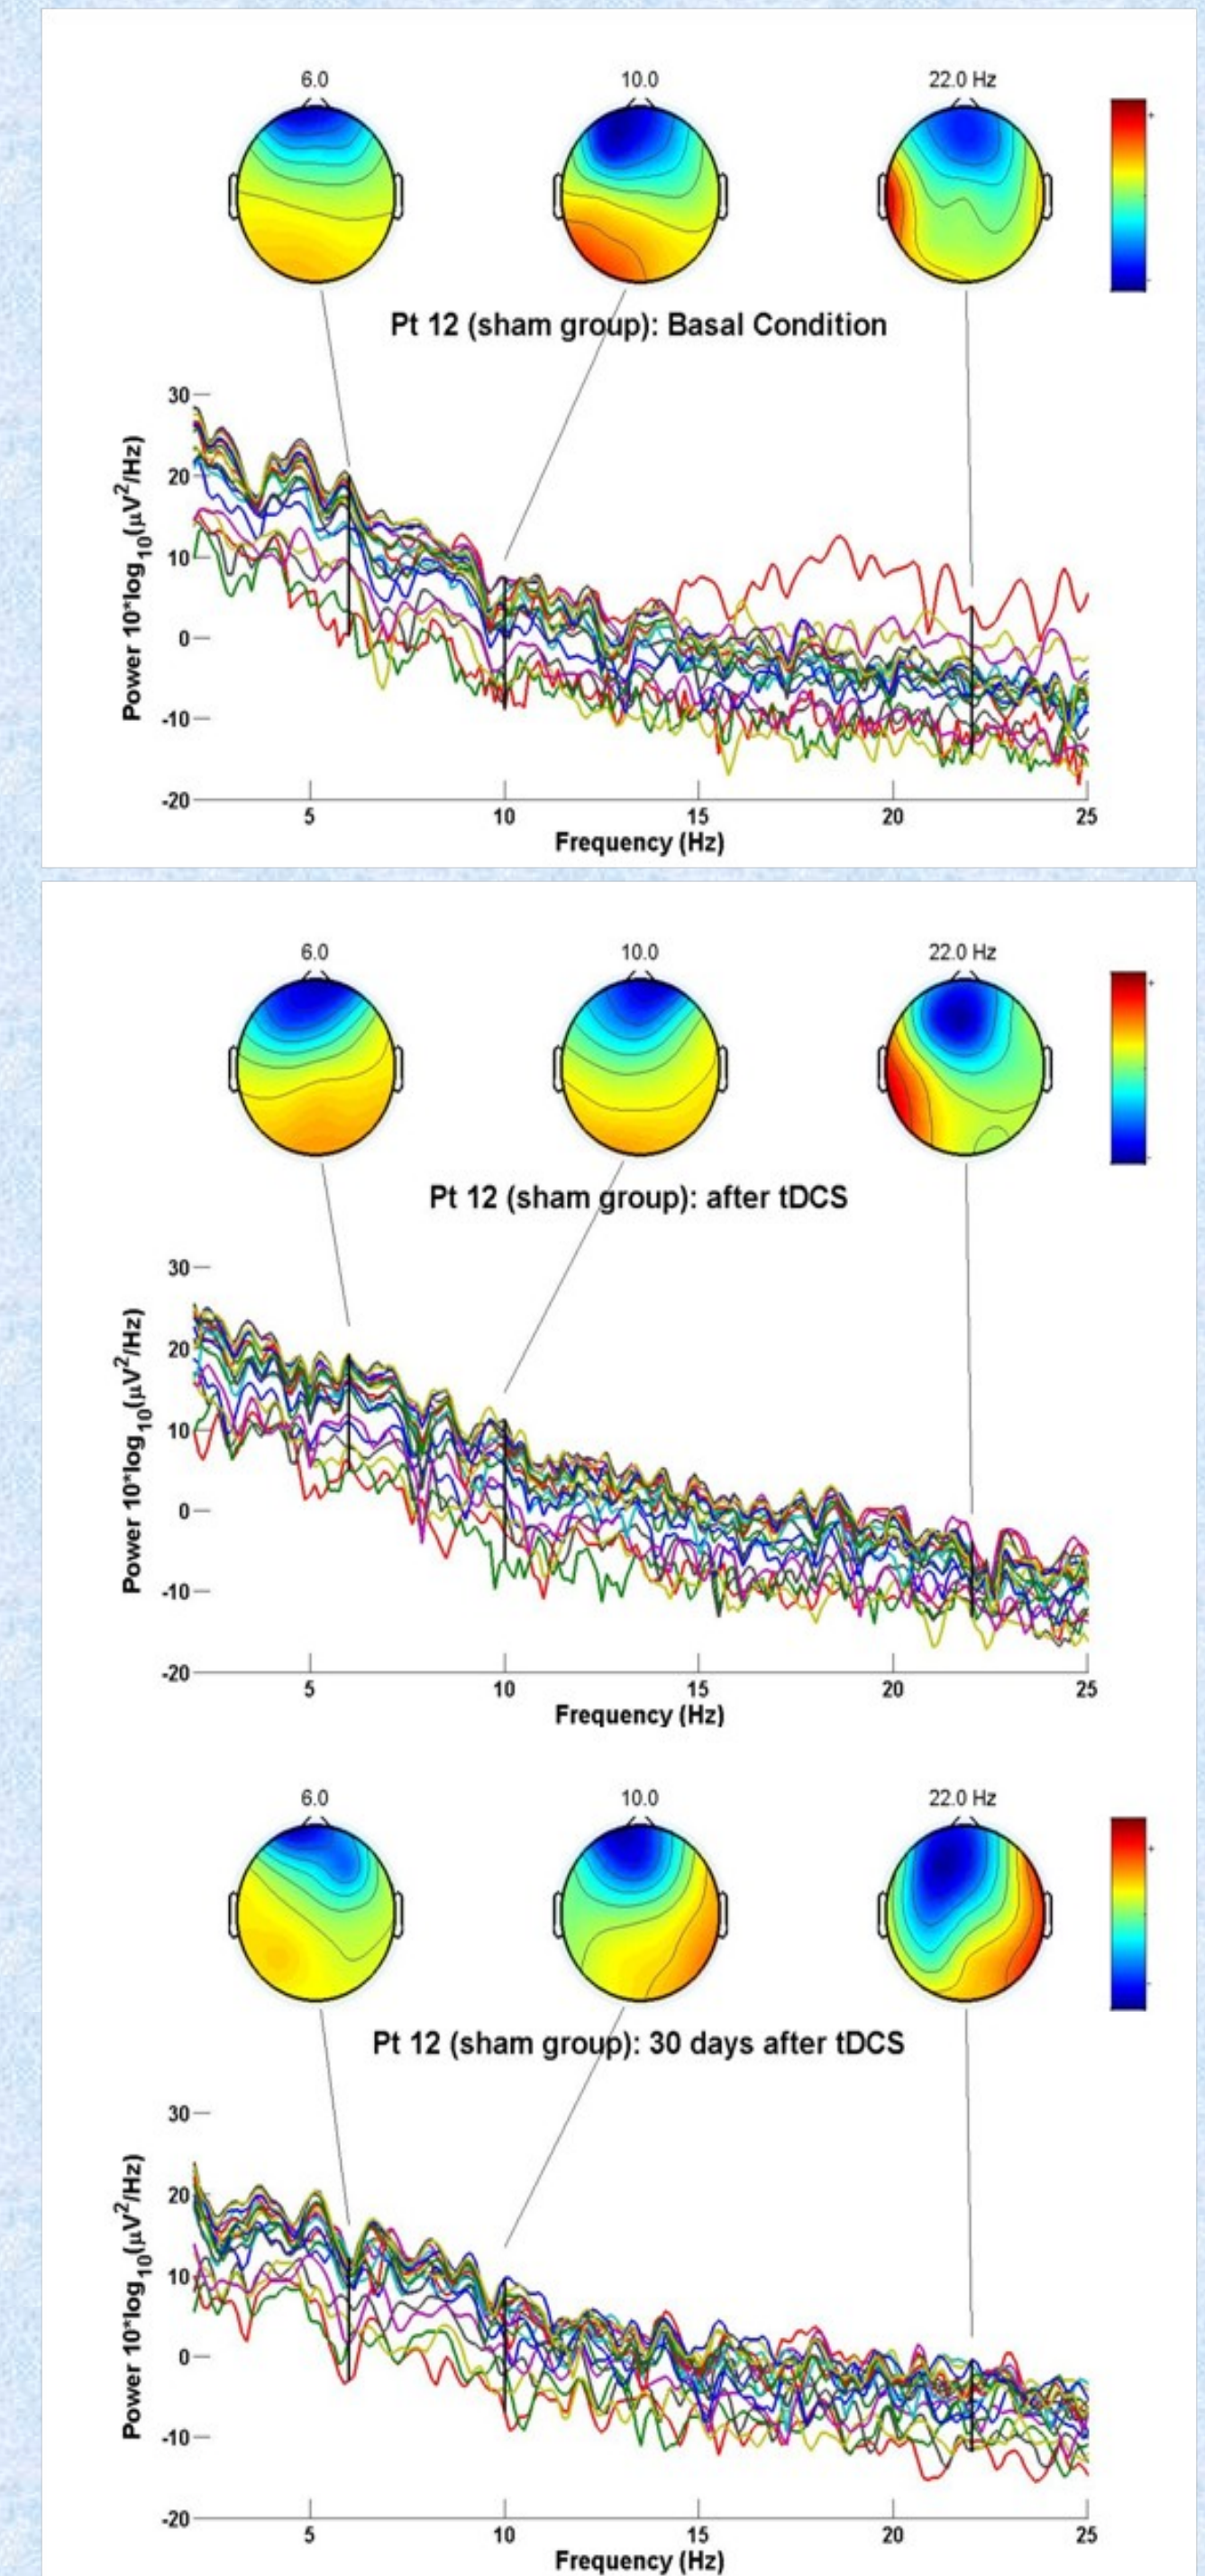 6.0 10.0 22.0 Hz
+
-
Pt 12 (sham group): Basal Condition
30
20
10
0
-10
-20
Power 10*log10(μV2/Hz)
5 10 15 20 25
Frequency (Hz)
6.0 10.0 22.0 Hz
+
-
Pt 12 (sham group): after tDCS
30
20
10
0
-10
-20
Power 10*log10(μV2/Hz)
5 10 15 20 25
Frequency (Hz)
6.0 10.0 22.0 Hz
+
-
Pt 12 (sham group): 30 days after tDCS
30
20
10
0
-10
-20
Power 10*log10(μV2/Hz)
5 10 15 20 25
Frequency (Hz)